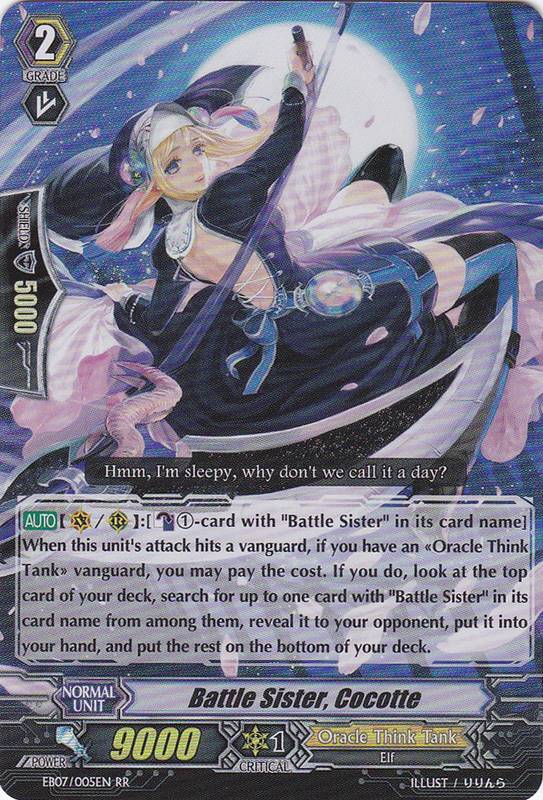 2
GRADE
SHIELD
5000
Hmm, I'm sleepy, why don't we call it a day?
AUTO [ V / R ]:[ ①-card with "Battle Sister" in its card name]
When this unit's attack hits a vanguard, if you have an «Oracle Think
Tank» vanguard, you may pay the cost. If you do, look at the top
card of your deck, search for up to one card with "Battle Sister" in its
card name from among them, reveal it to your opponent, put it into
your hand, and put the rest on the bottom of your deck.
NORMAL
UNIT
Battle Sister, Cocotte
POWER
9000
1
CRITICAL
Oracle Think Tank
Elf
EB07/005EN RR
ILLUST / りりんら